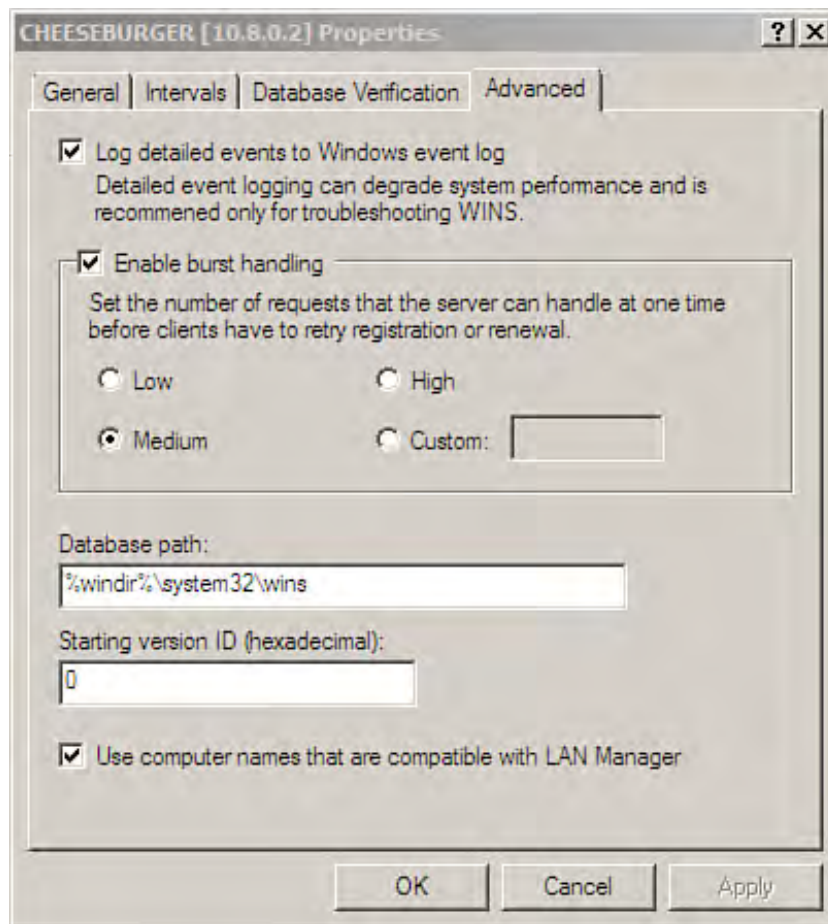 CHEESEBURGER [10.8.0.2] Properties
General Intervals Database Verification Advanced
Log detailed events to Windows event log
Detailed event logging can degrade system performance and is
recommened only for troubleshooting WINS.
Enable burst handling
Set the number of requests that the server can handle at one time
before clients have to retry registration or renewal.
Low High
Medium Custom:
Database path:
%windir%\system32\wins
Starting version ID (hexadecimal):
0
Use computer names that are compatible with LAN Manager
OK Cancel Apply